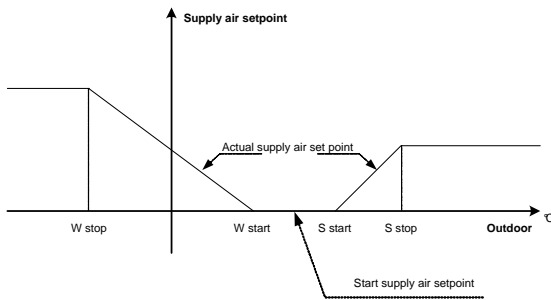 Supply air setpoint
Actual supply air set point
W stop
W start
S start
S stop
Outdoor
°C
Start supply air setpoint